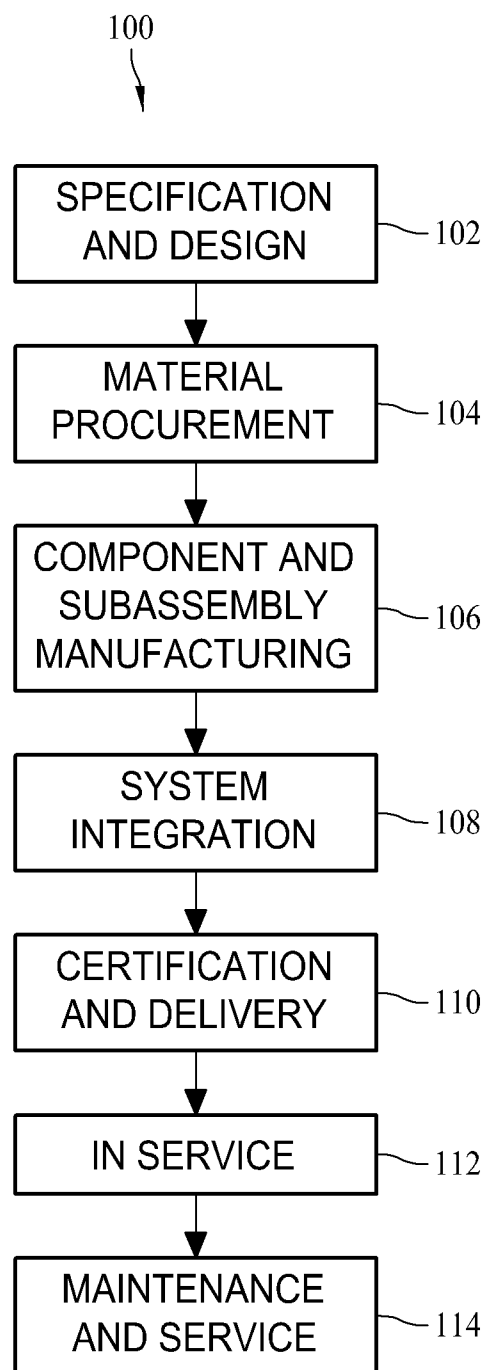 100
SPECIFICATION
AND DESIGN
102
MATERIAL
PROCUREMENT
104
COMPONENT AND
SUBASSEMBLY
MANUFACTURING
106
SYSTEM
INTEGRATION
108
CERTIFICATION
AND DELIVERY
110
IN SERVICE
112
MAINTENANCE
AND SERVICE
114